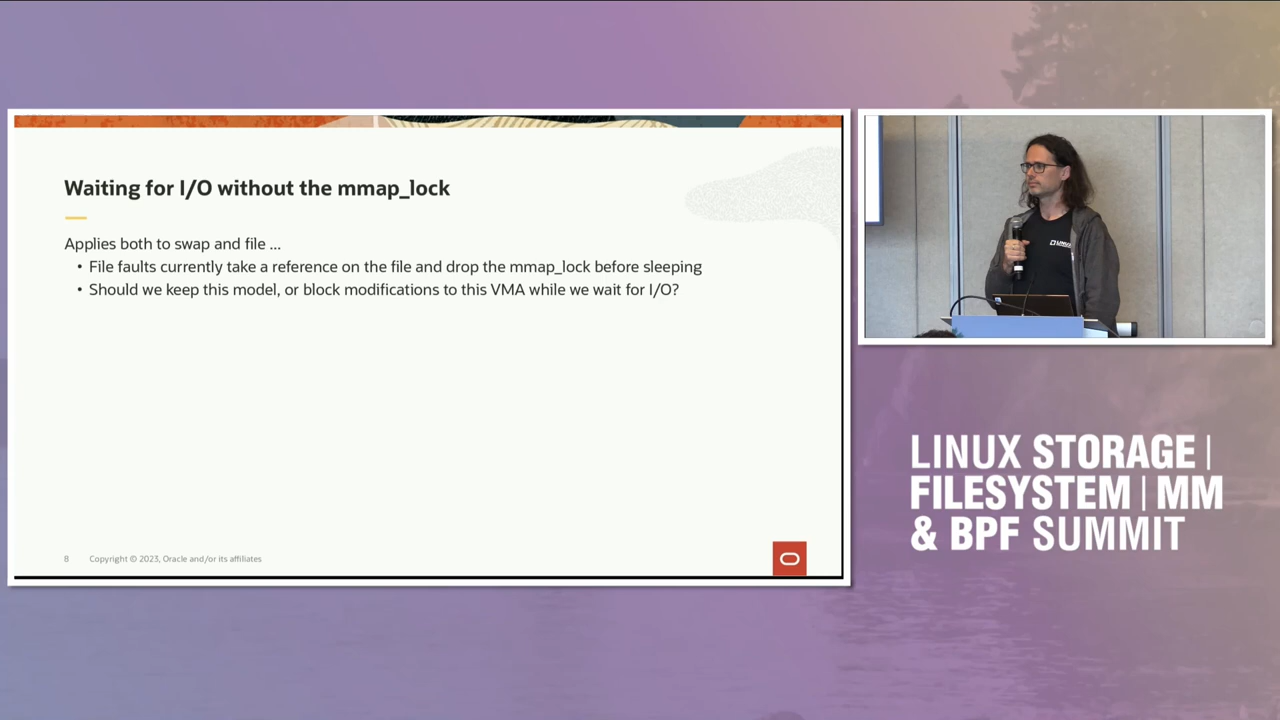 Waiting for I/O without the mmap_lock
Applies both to swap and file ...
• File faults currently take a reference on the file and drop the mmap_lock before sleeping
• Should we keep this model, or block modifications to this VMA while we wait for I/O?
8 Copyright © 2023, Oracle and/or its affiliates
LINUX
LINUX STORAGE |
FILESYSTEM | MM
& BPF SUMMIT